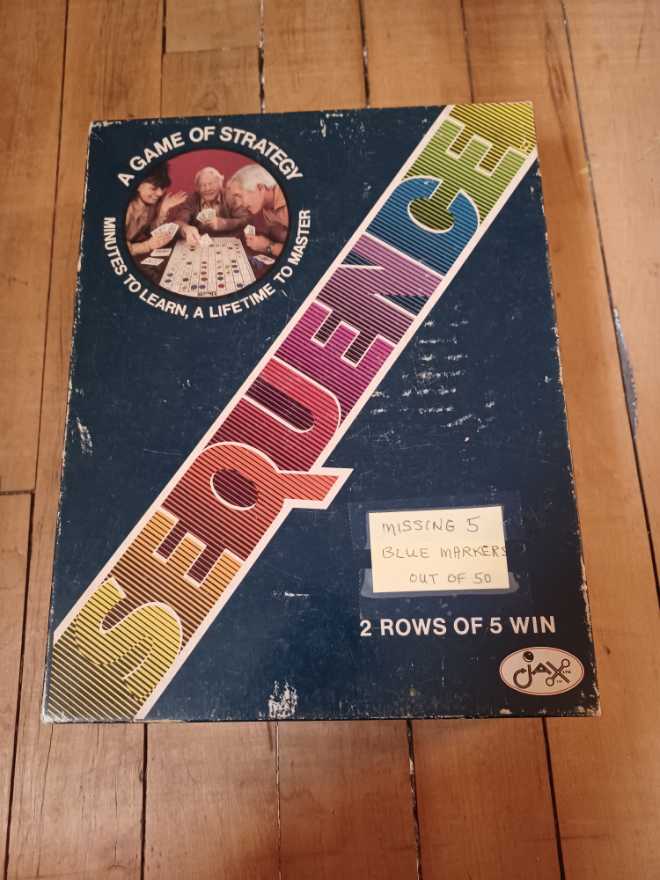 A GAME OF STRATEGY
MINUTES TO LEARN, A LIFETIME TO MASTER
SEQUENCE
MISSING 5
BLUE MARKERS
OUT OF 50
2 ROWS OF 5 WIN
JAX